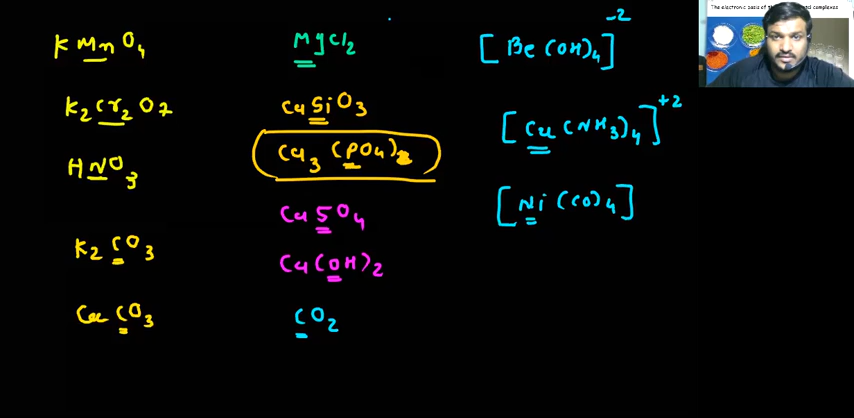 KMnO4
K2Cr2O7
HNO3
K2CO3
CaCO3
MgCl2
CaSiO3
Ca3(PO4)2
CaSO4
Ca(OH)2
CO2
[Be(OH)4]-2
[Cu(NH3)4]+2
[Ni(CO)4]
The electronic basis of the complexes